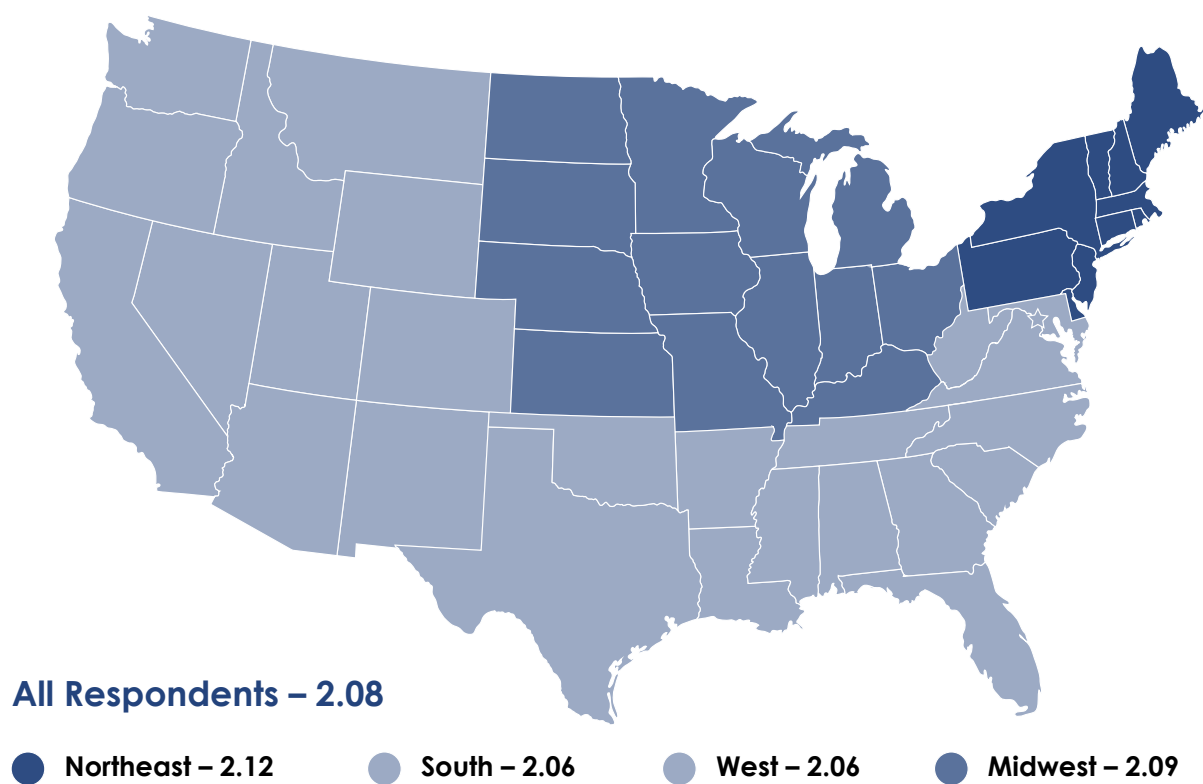 All Respondents – 2.08
Northeast – 2.12
South – 2.06
West – 2.06
Midwest – 2.09